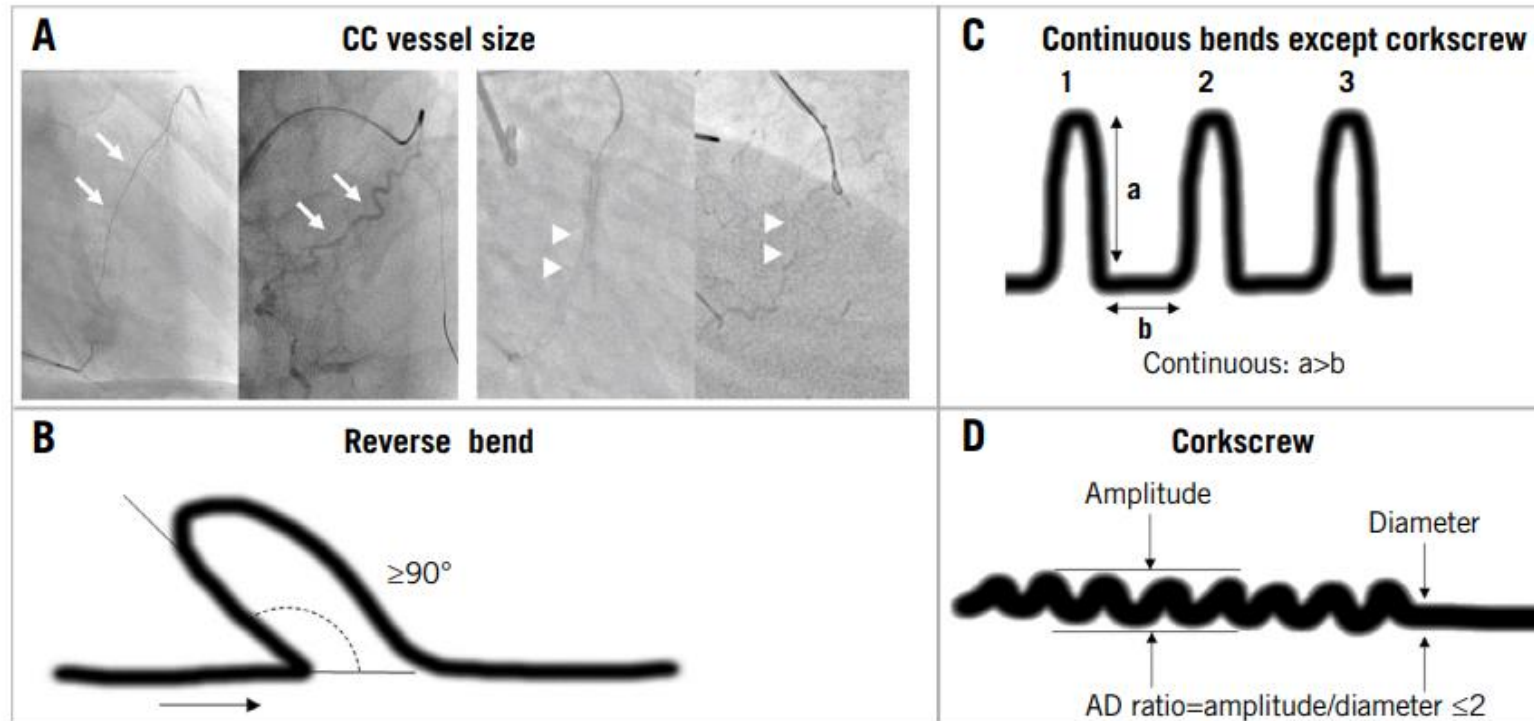 A
CC vessel size
B
Reverse bend
≥90°
C
Continuous bends except corkscrew
1 2 3
a
b
Continuous: a>b
D
Corkscrew
Amplitude
Diameter
AD ratio=amplitude/diameter ≤2